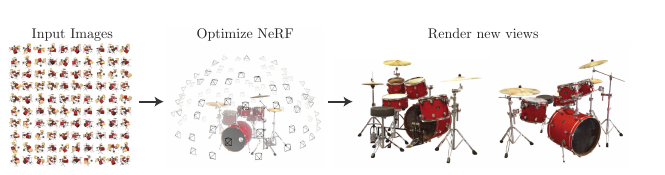 Input Images
Optimize NeRF
Render new views